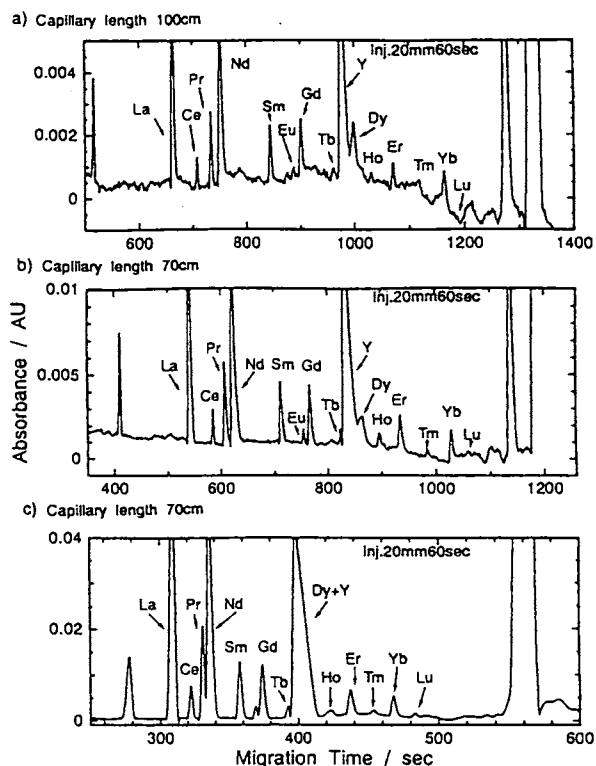 a) Capillary length 100cm
Inj.20mm60sec
0.004
0.002
0
La
Ce
Pr
Nd
Sm
Eu
Gd
Tb
Y
Dy
Ho
Er
Tm
Yb
Lu
600 800 1000 1200 1400
b) Capillary length 70cm
Inj.20mm60sec
0.01
0.005
0
La
Ce
Pr
Nd
Sm
Eu
Gd
Tb
Y
Dy
Ho
Er
Tm
Yb
Lu
400 600 800 1000 1200
Absorbance / AU
c) Capillary length 70cm
Inj.20mm60sec
0.04
0.02
0
La
Ce
Pr
Nd
Sm
Gd
Tb
Dy+Y
Ho
Er
Tm
Yb
Lu
300 400 500 600
Migration Time / sec